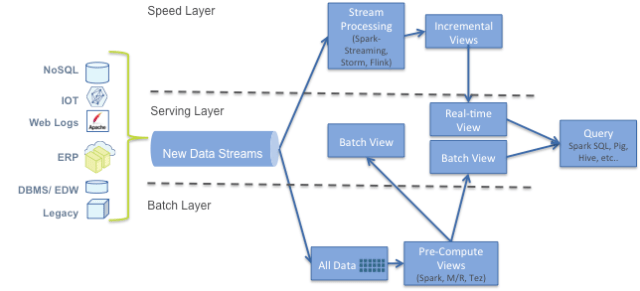 Speed Layer
Stream
Processing
(Spark-
Streaming,
Storm, Flink)
Incremental
Views
NoSQL
IOT
Web Logs
Apache
ERP
DBMS/ EDW
Legacy
Serving Layer
New Data Streams
Batch View
Real-time
View
Batch View
Query
Spark SQL, Pig,
Hive, etc..
Batch Layer
All Data
Pre-Compute
Views
(Spark, M/R, Tez)